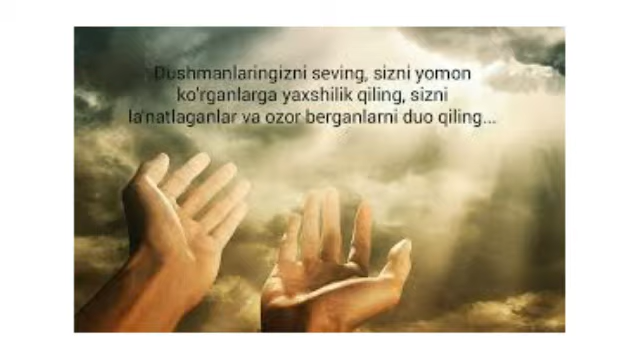 Dushmanlaringizni seving, sizni yomon
ko'rganlarga yaxshilik qiling, sizni
la'natlaganlar va ozor berganlarni duo qiling...